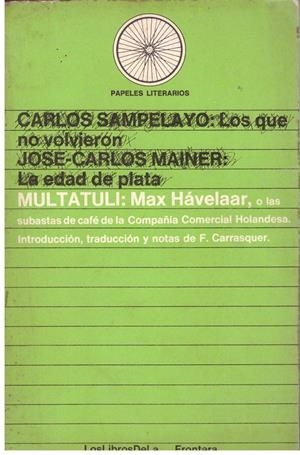 PAPELES LITERARIOS
CARLOS SAMPELAYO: Los que
no volvieron
JOSE-CARLOS MAINER:
La edad de plata
MULTATULI: Max Hávelaar, o las
subastas de café de la Compañía Comercial Holandesa.
Introducción, traducción y notas de F. Carrasquer.
LosLibrosDeLa Frontara